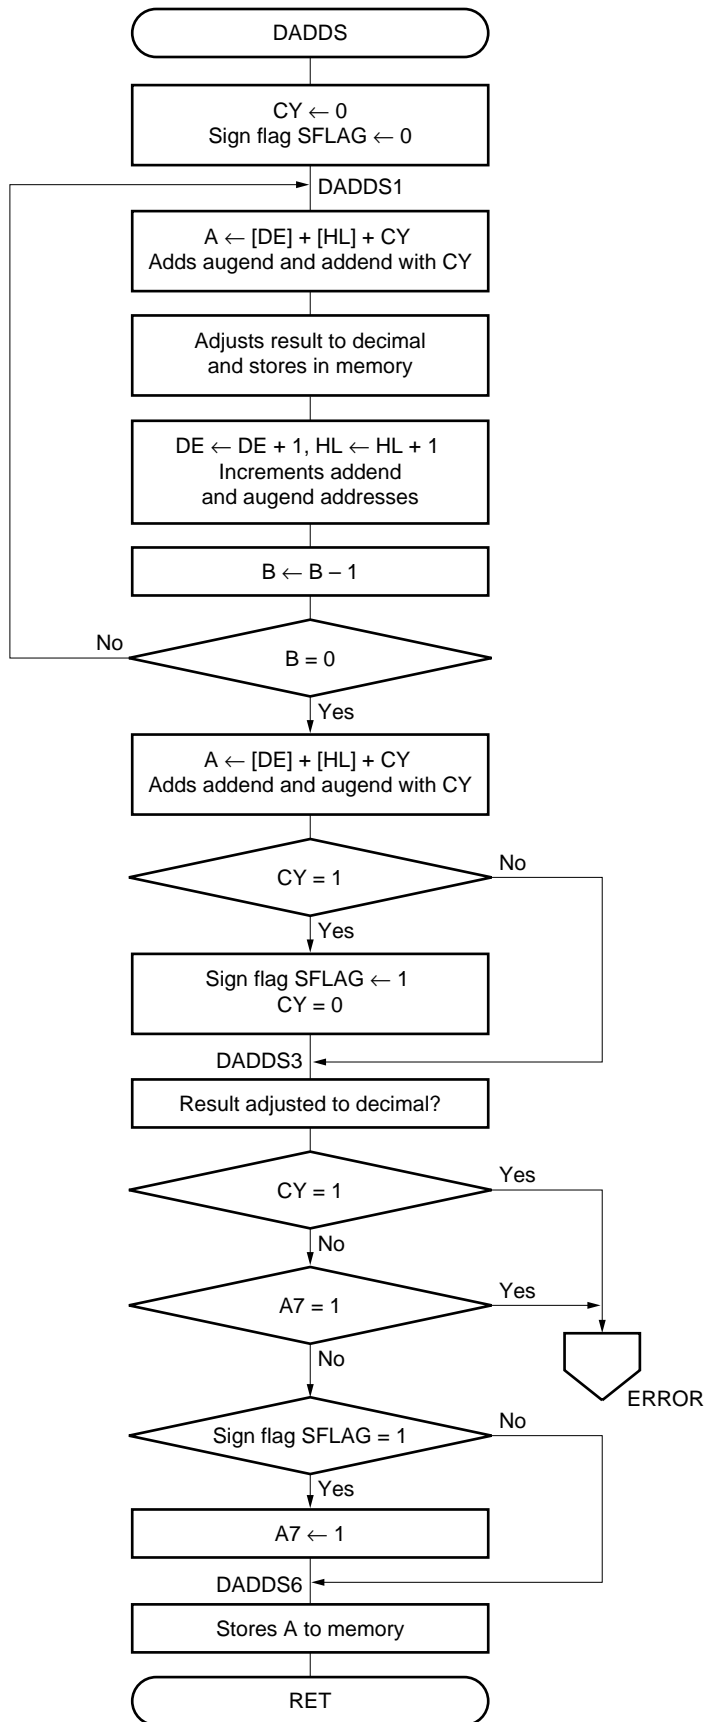 DADDS
CY ← 0
Sign flag SFLAG ← 0
DADDS1
A ← [DE] + [HL] + CY
Adds augend and addend with CY
Adjusts result to decimal
and stores in memory
DE ← DE + 1, HL ← HL + 1
Increments addend
and augend addresses
B ← B – 1
No
B = 0
Yes
A ← [DE] + [HL] + CY
Adds addend and augend with CY
No
CY = 1
Yes
Sign flag SFLAG ← 1
CY = 0
DADDS3
Result adjusted to decimal?
Yes
CY = 1
No
Yes
A7 = 1
No
ERROR
No
Sign flag SFLAG = 1
Yes
A7 ← 1
DADDS6
Stores A to memory
RET